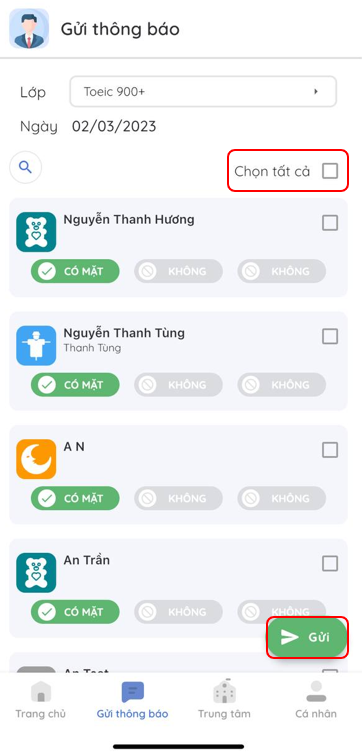 Gửi thông báo
Lớp Toeic 900+
Ngày 02/03/2023
Chọn tất cả
Nguyễn Thanh Hương
CÓ MẶT KHÔNG KHÔNG
Nguyễn Thanh Tùng
Thanh Tùng
CÓ MẶT KHÔNG KHÔNG
A N
CÓ MẶT KHÔNG KHÔNG
An Trần
CÓ MẶT KHÔNG KHÔNG
Gửi
An Test
Trang chủ Gửi thông báo Trung tâm Cá nhân